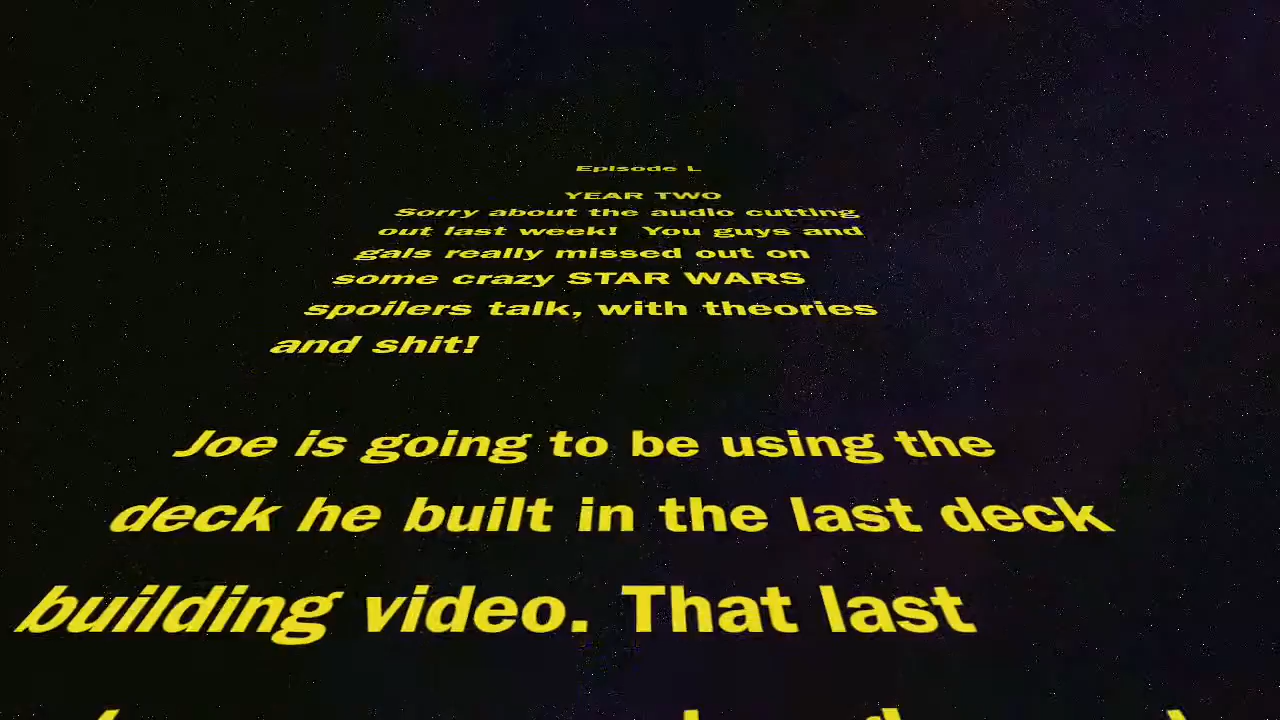 Episode L
YEAR TWO
Sorry about the audio cutting
out last week!  You guys and
gals really missed out on
some crazy STAR WARS
spoilers talk, with theories
and shit!
Joe is going to be using the
deck he built in the last deck
building video. That last